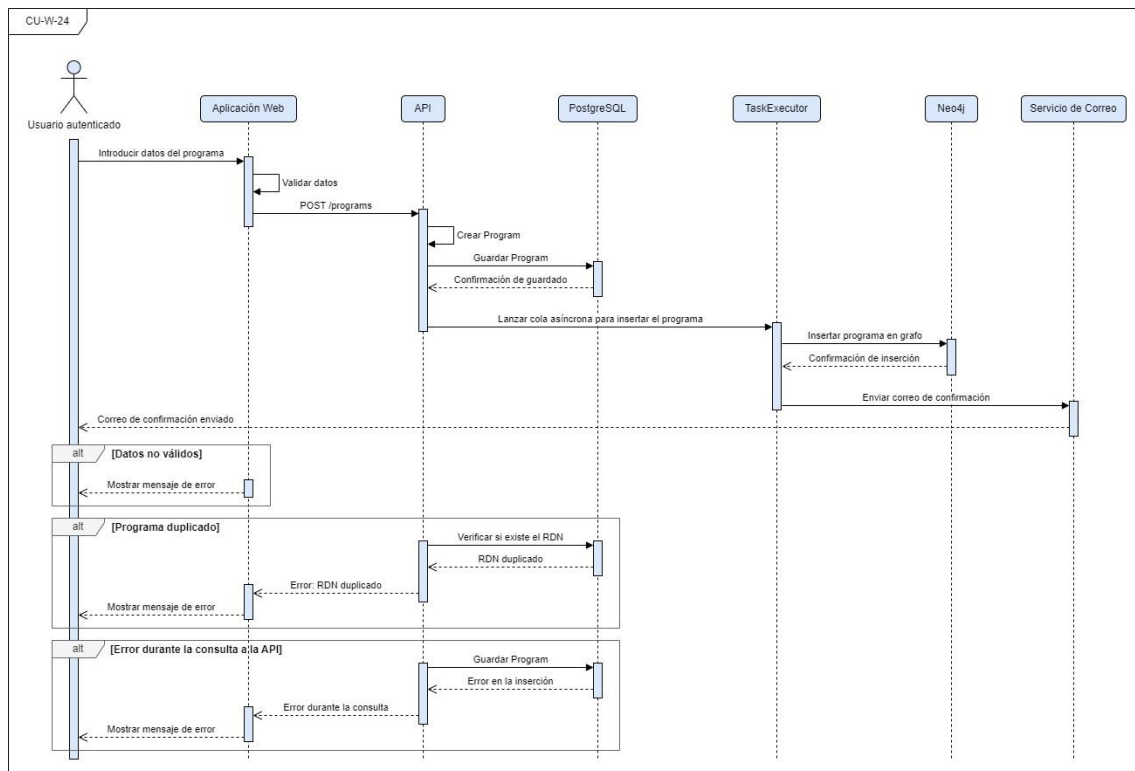 CU-W-24
Usuario autenticado
Aplicación Web
API
PostgreSQL
TaskExecutor
Neo4j
Servicio de Correo
Introducir datos del programa
Validar datos
POST /programs
Crear Program
Guardar Program
Confirmación de guardado
Lanzar cola asíncrona para insertar el programa
Insertar programa en grafo
Confirmación de inserción
Enviar correo de confirmación
Correo de confirmación enviado
alt [Datos no válidos]
Mostrar mensaje de error
alt [Programa duplicado]
Verificar si existe el RDN
RDN duplicado
Error: RDN duplicado
Mostrar mensaje de error
alt [Error durante la consulta a la API]
Guardar Program
Error en la inserción
Error durante la consulta
Mostrar mensaje de error